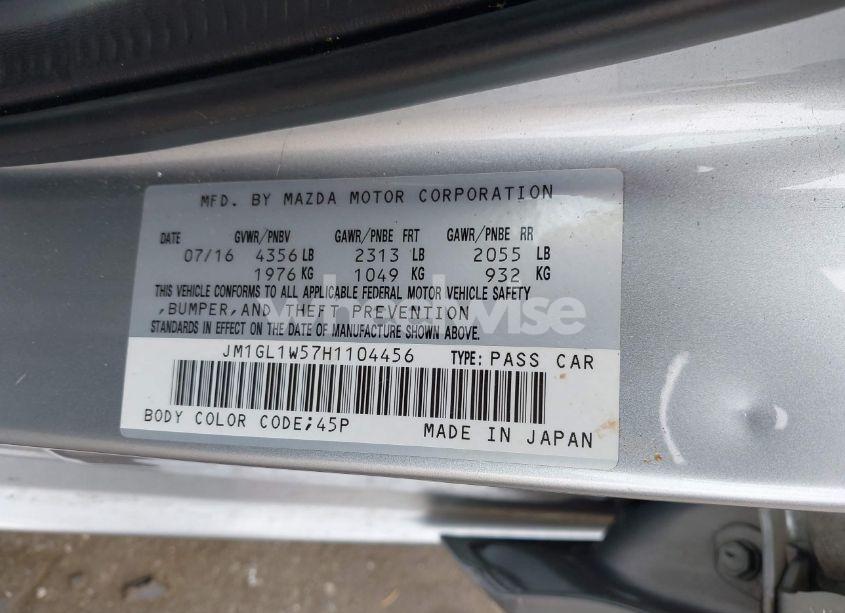 MFD. BY MAZDA MOTOR CORPORATION
DATE GVWR/PNBV GAWR/PNBE FRT GAWR/PNBE RR
07/16 4356 LB 2313 LB 2055 LB
1976 KG 1049 KG 932 KG
THIS VEHICLE CONFORMS TO ALL APPLICABLE FEDERAL MOTOR VEHICLE SAFETY
,BUMPER,AND THEFT PREVENTION
STANDARDS IN EFFECT ON THE DATE OF MANUFACTURE SHOWN ABOVE.
JM1GL1W57H1104456 TYPE: PASS CAR
BODY COLOR CODE;45P MADE IN JAPAN
wheelwise